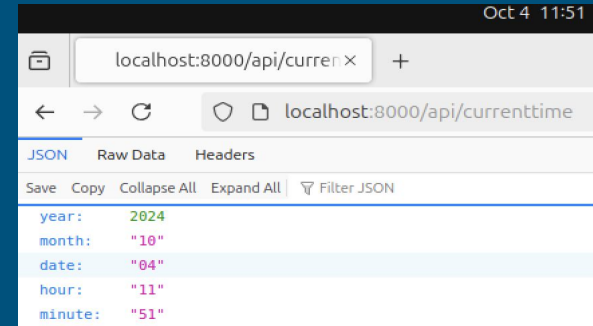 Oct 4 11:51
localhost:8000/api/curren
localhost:8000/api/currenttime
JSON Raw Data Headers
Save Copy Collapse All Expand All Filter JSON
year: 2024
month: "10"
date: "04"
hour: "11"
minute: "51"